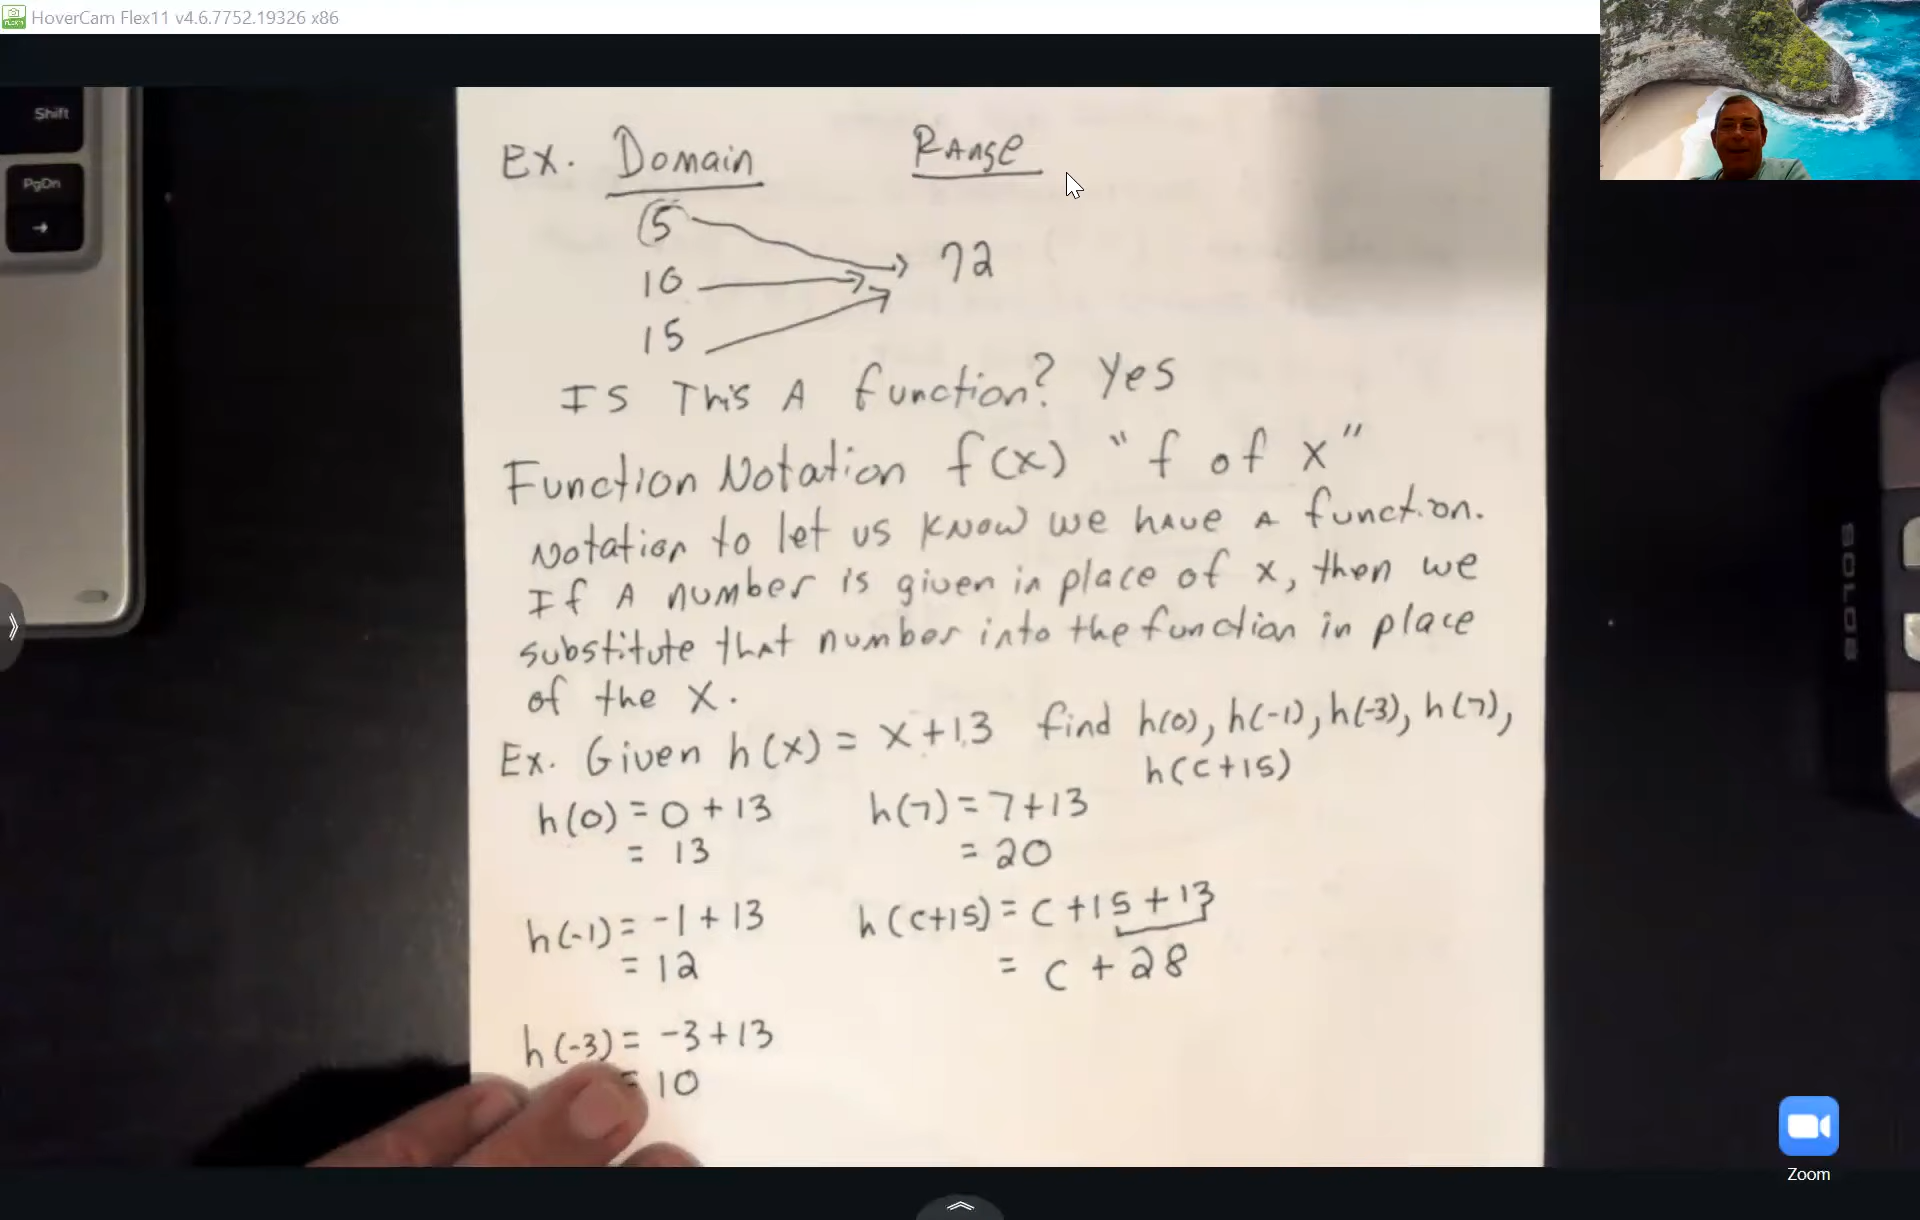 HoverCam Flex11 v4.6.7752.19326 x86
Shift
PgDn
Ex. Domain Range
5
10
15
72
Is This A function? Yes
Function Notation f(x) "f of x"
Notation to let us know we have a function.
If A number is given in place of x, then we
substitute that number into the function in place
of the x.
Ex. Given h(x) = x+13 find h(0), h(-1), h(-3), h(7),
h(c+15)
h(0) = 0 + 13
= 13
h(7) = 7+13
= 20
h(-1) = -1 + 13
= 12
h(c+15) = c +15 + 13
= c + 28
h(-3) = -3 + 13
= 10
Zoom